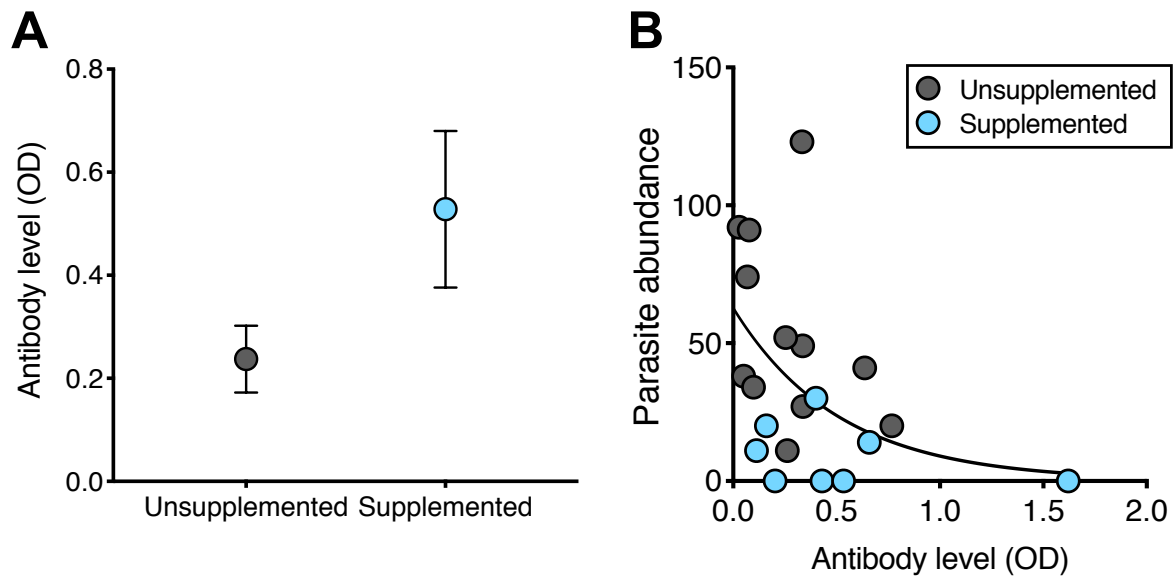 A
Antibody level (OD)
0.8
0.6
0.4
0.2
0.0
Unsupplemented Supplemented
B
Parasite abundance
150
100
50
0
0.0 0.5 1.0 1.5 2.0
Antibody level (OD)
Unsupplemented
Supplemented